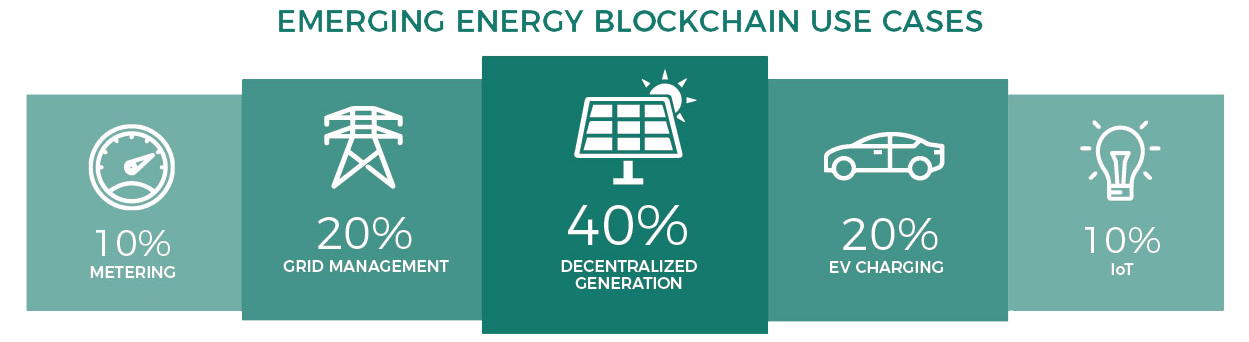 EMERGING ENERGY BLOCKCHAIN USE CASES
10%
METERING
20%
GRID MANAGEMENT
40%
DECENTRALIZED
GENERATION
20%
EV CHARGING
10%
IoT